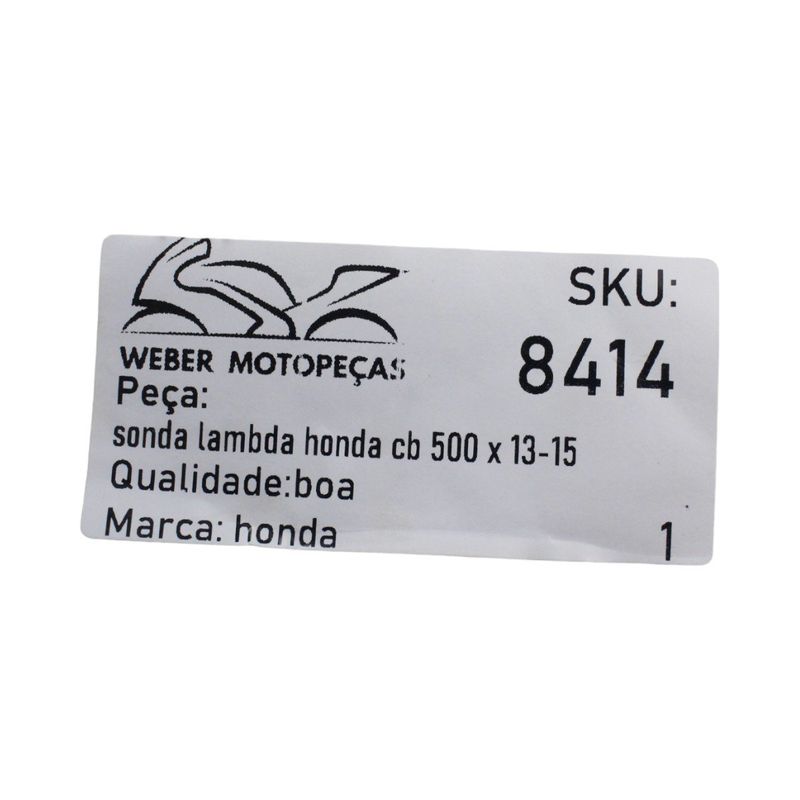 WEBER MOTOPEÇAS
SKU:
8414
Peça:
sonda lambda honda cb 500 x 13-15
Qualidade:boa
Marca: honda
1